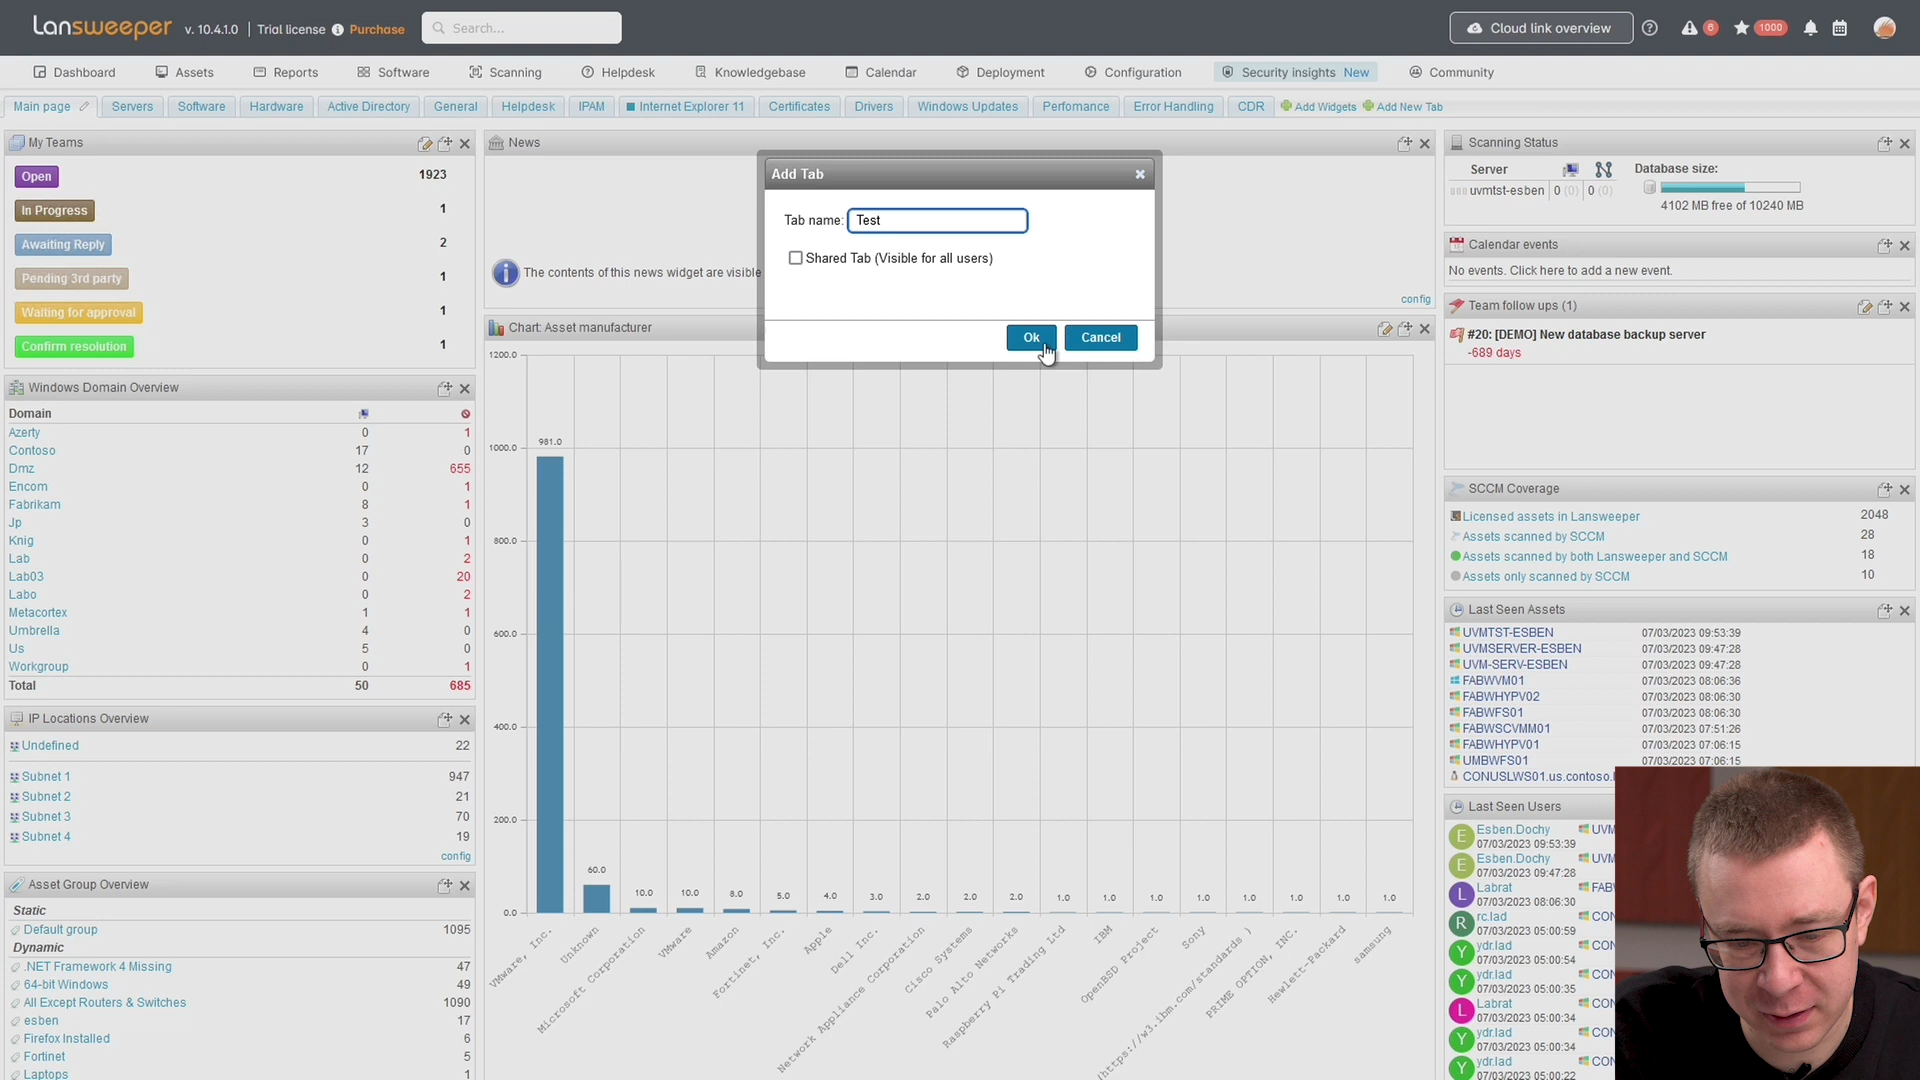 lansweeper v. 10.4.1.0 Trial license Purchase
Search...
Cloud link overview
6
1000
Dashboard
Assets
Reports
Software
Scanning
Helpdesk
Knowledgebase
Calendar
Deployment
Configuration
Security insights New
Community
Main page
Servers
Software
Hardware
Active Directory
General
Helpdesk
IPAM
Internet Explorer 11
Certificates
Drivers
Windows Updates
Perfomance
Error Handling
CDR
Add Widgets
Add New Tab
My Teams
Open 1923
In Progress 1
Awaiting Reply 2
Pending 3rd party 1
Waiting for approval 1
Confirm resolution 1
Windows Domain Overview
Domain
Azerty 0 1
Contoso 17 0
Dmz 12 655
Encom 0 1
Fabrikam 8 1
Jp 3 0
Knig 0 1
Lab 0 2
Lab03 0 20
Labo 0 2
Metacortex 1 1
Umbrella 4 0
Us 5 0
Workgroup 0 1
Total 50 685
IP Locations Overview
Undefined 22
Subnet 1 947
Subnet 2 21
Subnet 3 70
Subnet 4 19
config
Asset Group Overview
Static
Default group 1095
Dynamic
.NET Framework 4 Missing 47
64-bit Windows 49
All Except Routers & Switches 1090
esben 17
Firefox Installed 6
Fortinet 5
Laptops 1
News
The contents of this news widget are visible
config
Add Tab
Tab name: Test
Shared Tab (Visible for all users)
Ok
Cancel
Chart: Asset manufacturer
1200.0
1000.0
800.0
600.0
400.0
200.0
0.0
981.0
60.0
10.0
10.0
8.0
5.0
4.0
3.0
2.0
2.0
2.0
1.0
1.0
1.0
1.0
1.0
1.0
1.0
1.0
VMware, Inc.
Unknown
Microsoft Corporation
VMware
Amazon
Fortinet, Inc.
Apple
Dell Inc.
Network Appliance Corporation
Cisco Systems
Palo Alto Networks
Raspberry Pi Trading Ltd
IBM
OpenBSD Project
Sony
(https://w3.ibm.com/standards )
PRIME OPTION, INC.
Hewlett-Packard
samsung
Scanning Status
Server
Database size:
uvmtst-esben 0 (0) 0 (0)
4102 MB free of 10240 MB
Calendar events
No events. Click here to add a new event.
Team follow ups (1)
#20: [DEMO] New database backup server
-689 days
SCCM Coverage
Licensed assets in Lansweeper 2048
Assets scanned by SCCM 28
Assets scanned by both Lansweeper and SCCM 18
Assets only scanned by SCCM 10
Last Seen Assets
UVMTST-ESBEN 07/03/2023 09:53:39
UVMSERVER-ESBEN 07/03/2023 09:47:28
UVM-SERV-ESBEN 07/03/2023 09:47:28
FABWVM01 07/03/2023 08:06:36
FABWHYPV02 07/03/2023 08:06:30
FABWFS01 07/03/2023 08:06:30
FABWSCVMM01 07/03/2023 07:51:26
FABWHYPV01 07/03/2023 07:06:15
UMBWFS01 07/03/2023 07:06:15
CONUSLWS01.us.contoso.
Last Seen Users
E Esben.Dochy UVM
07/03/2023 09:53:39
E Esben.Dochy UVM
07/03/2023 09:47:28
L Labrat FAB
07/03/2023 08:06:30
R rc.lad CON
07/03/2023 05:00:59
Y ydr.lad CON
07/03/2023 05:00:54
Y ydr.lad CON
07/03/2023 05:00:35
L Labrat CON
07/03/2023 05:00:34
Y ydr.lad CON
07/03/2023 05:00:34
Y ydr.lad CON
07/03/2023 05:00:22